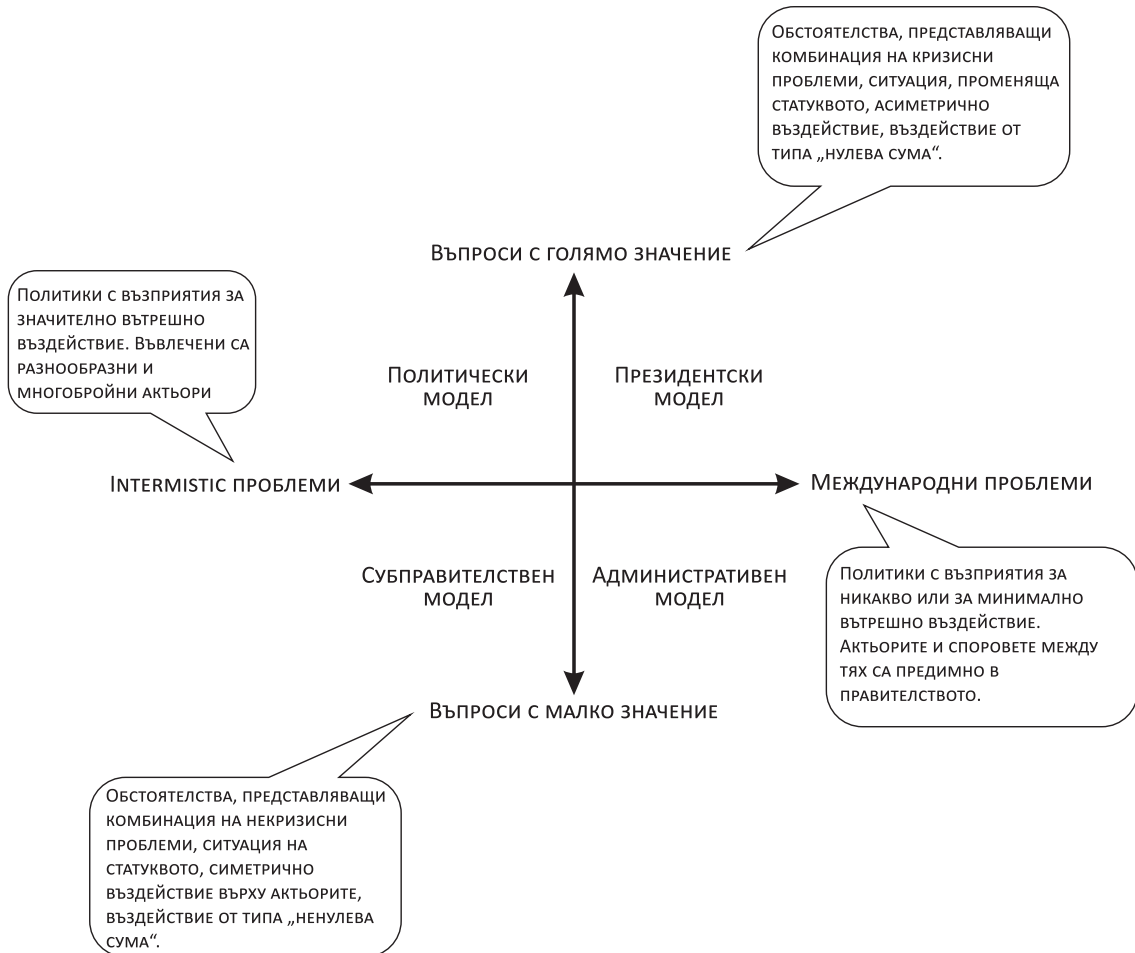 Обстоятелства, представляващи
комбинация на кризисни
проблеми, ситуация, променяща
статуквото, асиметрично
въздействие, въздействие от
типа „нулева сума“.
Въпроси с голямо значение
Политики с възприятия за
значително вътрешно
въздействие. Въвлечени са
разнообразни и
многобройни актьори
Политически
модел
Президентски
модел
Intermistic проблеми
Международни проблеми
Субправителствен
модел
Административен
модел
Политики с възприятия за
никакво или за минимално
вътрешно въздействие.
Актьорите и споровете между
тях са предимно в
правителството.
Въпроси с малко значение
Обстоятелства, представляващи
комбинация на некризисни
проблеми, ситуация на
статуквото, симетрично
въздействие върху актьорите,
въздействие от типа „ненулева
сума“.